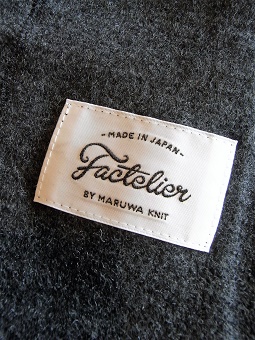 -MADE IN JAPAN-
Factelier
BY MARUWA KNIT